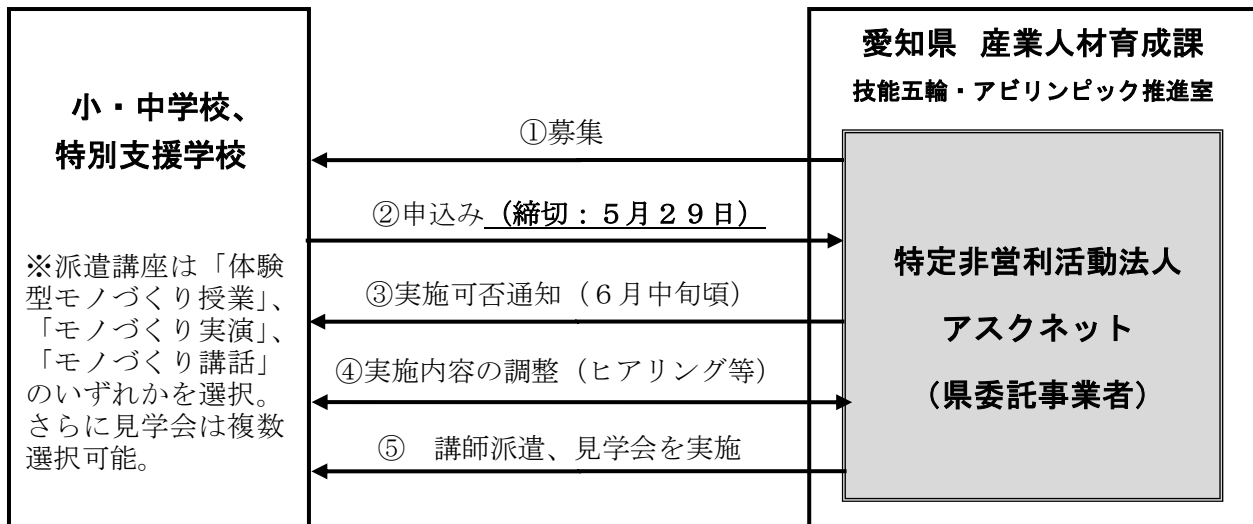 小・中学校、
特別支援学校
※派遣講座は「体験
型モノづくり授業」、
「モノづくり実演」、
「モノづくり講話」
のいずれかを選択。
さらに見学会は複数
選択可能。
①募集
②申込み（締切：５月２９日）
③実施可否通知（６月中旬頃）
④実施内容の調整（ヒアリング等）
⑤　講師派遣、見学会を実施
愛知県　産業人材育成課
技能五輪・アビリンピック推進室
特定非営利活動法人
アスクネット
（県委託事業者）